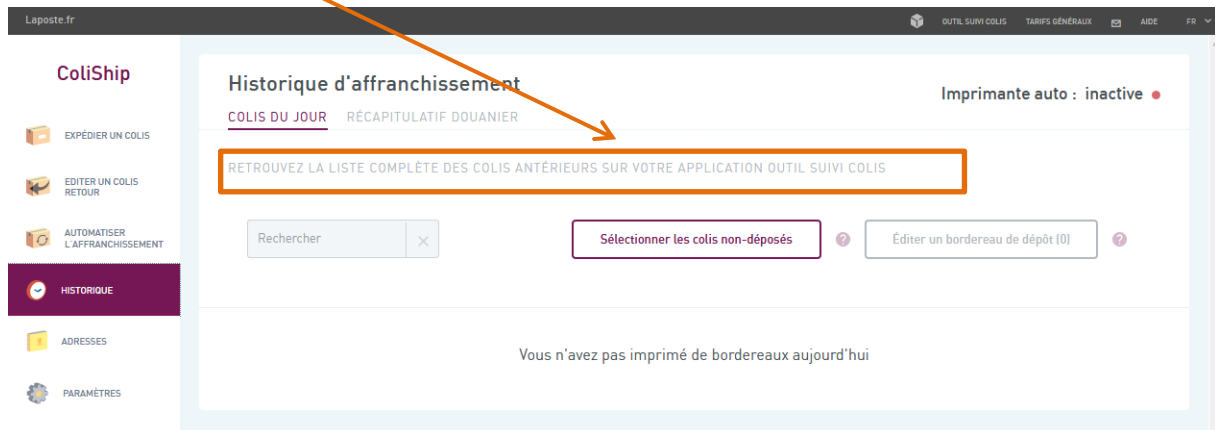 Laposte.fr
OUTIL SUIVI COLIS TARIFS GÉNÉRAUX AIDE FR
ColiShip
EXPÉDIER UN COLIS
EDITER UN COLIS
RETOUR
AUTOMATISER
L'AFFRANCHISSEMENT
HISTORIQUE
ADRESSES
PARAMÈTRES
Historique d'affranchissement
Imprimante auto : inactive
COLIS DU JOUR RÉCAPITULATIF DOUANIER
RETROUVEZ LA LISTE COMPLÈTE DES COLIS ANTÉRIEURS SUR VOTRE APPLICATION OUTIL SUIVI COLIS
Rechercher ×
Sélectionner les colis non-déposés ? Éditer un bordereau de dépôt (0) ?
Vous n'avez pas imprimé de bordereaux aujourd'hui